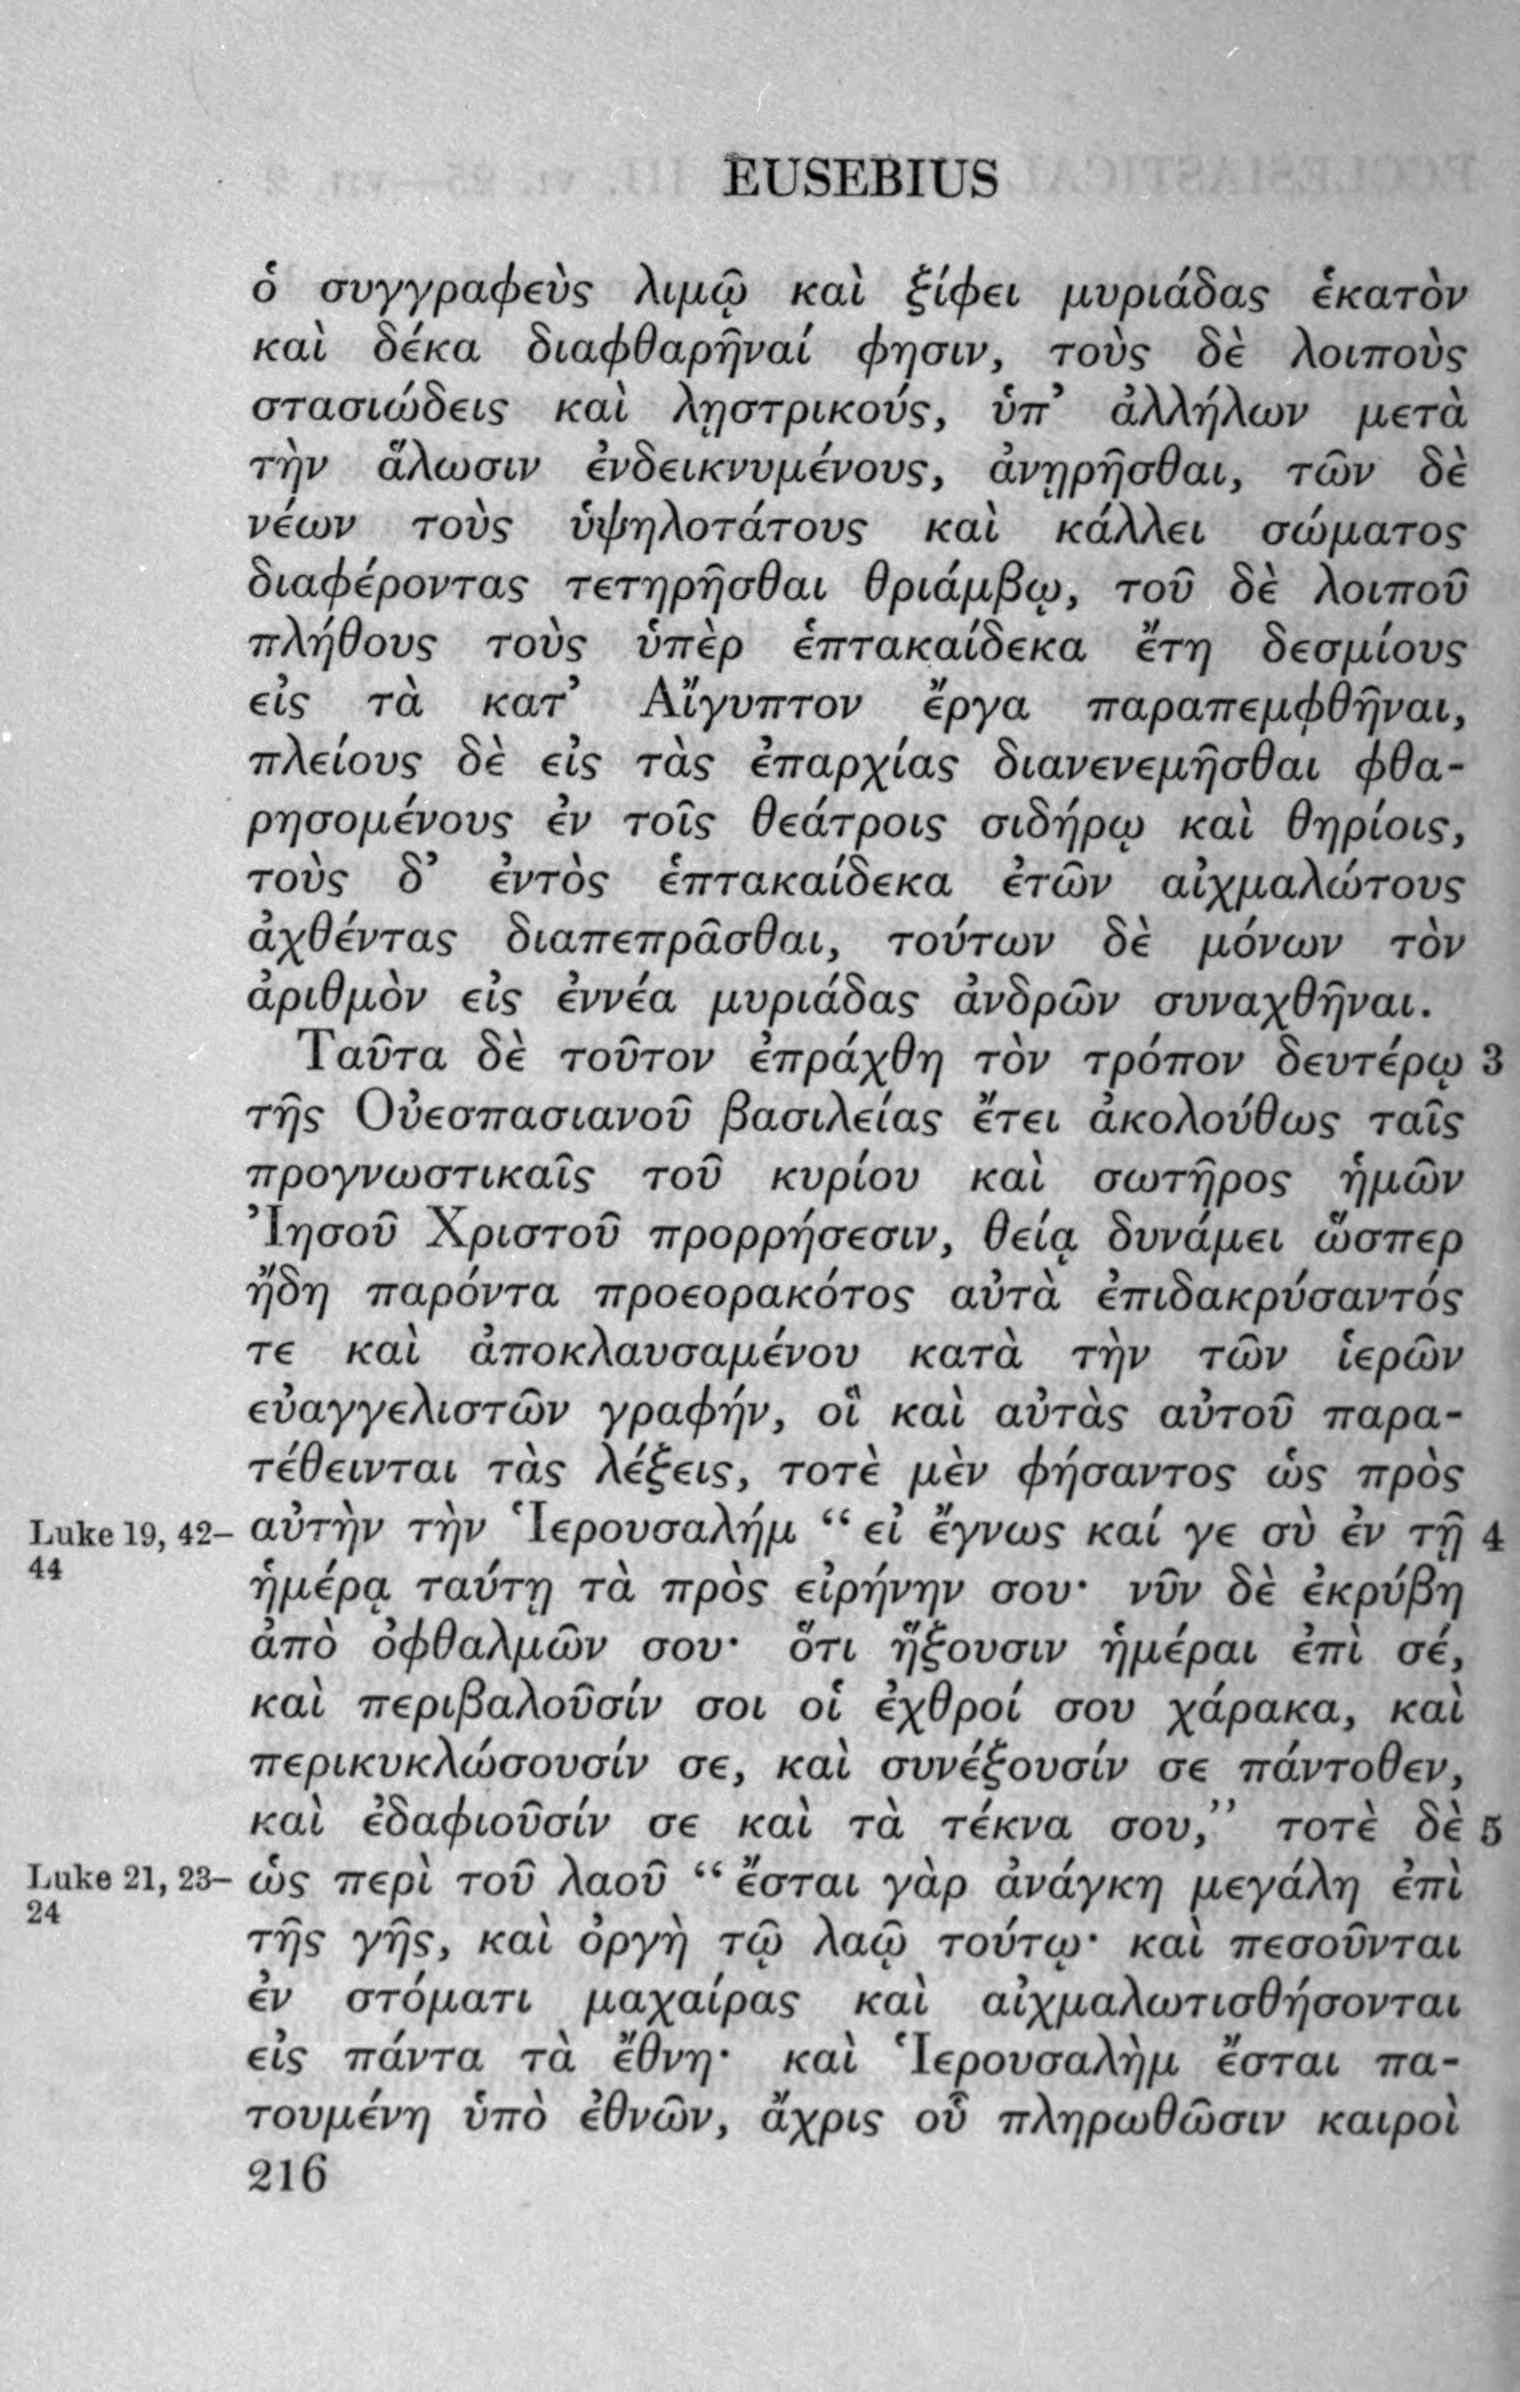 EUSEBIUS
ὁ συγγραφεὺς λιμῷ καὶ ξίφει μυριάδας ἑκατὸν
καὶ δέκα διαφθαρῆναί φησιν, τοὺς δὲ λοιποὺς
στασιώδεις καὶ λῃστρικούς, ὑπ’ ἀλλήλων μετὰ
τὴν ἅλωσιν ἐνδεικνυμένους, ἀνῃρῆσθαι, τῶν δὲ
νέων τοὺς ὑψηλοτάτους καὶ κάλλει σώματος
διαφέροντας τετηρῆσθαι θριάμβῳ, τοῦ δὲ λοιποῦ
πλήθους τοὺς ὑπὲρ ἑπτακαίδεκα ἔτη δεσμίους
εἰς τὰ κατ’ Αἴγυπτον ἔργα παραπεμφθῆναι,
πλείους δὲ εἰς τὰς ἐπαρχίας διανενεμῆσθαι φθα-
ρησομένους ἐν τοῖς θεάτροις σιδήρῳ καὶ θηρίοις,
τοὺς δ’ ἐντὸς ἑπτακαίδεκα ἐτῶν αἰχμαλώτους
ἀχθέντας διαπεπρᾶσθαι, τούτων δὲ μόνων τὸν
ἀριθμὸν εἰς ἐννέα μυριάδας ἀνδρῶν συναχθῆναι.
Ταῦτα δὲ τοῦτον ἐπράχθη τὸν τρόπον δευτέρῳ 3
τῆς Οὐεσπασιανοῦ βασιλείας ἔτει ἀκολούθως ταῖς
προγνωστικαῖς τοῦ κυρίου καὶ σωτῆρος ἡμῶν
Ἰησοῦ Χριστοῦ προρρήσεσιν, θείᾳ δυνάμει ὥσπερ
ἤδη παρόντα προεορακότος αὐτὰ ἐπιδακρύσαντός
τε καὶ ἀποκλαυσαμένου κατὰ τὴν τῶν ἱερῶν
εὐαγγελιστῶν γραφήν, οἳ καὶ αὐτὰς αὐτοῦ παρα-
τέθεινται τὰς λέξεις, τοτὲ μὲν φήσαντος ὡς πρὸς
Luke 19, 42- αὐτὴν τὴν Ἱερουσαλήμ “ εἰ ἔγνως καί γε σὺ ἐν τῇ 4
44 ἡμέρᾳ ταύτῃ τὰ πρὸς εἰρήνην σου· νῦν δὲ ἐκρύβη
ἀπὸ ὀφθαλμῶν σου· ὅτι ἥξουσιν ἡμέραι ἐπὶ σέ,
καὶ περιβαλοῦσίν σοι οἱ ἐχθροί σου χάρακα, καὶ
περικυκλώσουσίν σε, καὶ συνέξουσίν σε πάντοθεν,
καὶ ἐδαφιοῦσίν σε καὶ τὰ τέκνα σου,” τοτὲ δὲ 5
Luke 21, 23- ὡς περὶ τοῦ λαοῦ “ ἔσται γὰρ ἀνάγκη μεγάλη ἐπὶ
24 τῆς γῆς, καὶ ὀργὴ τῷ λαῷ τούτῳ· καὶ πεσοῦνται
ἐν στόματι μαχαίρας καὶ αἰχμαλωτισθήσονται
εἰς πάντα τὰ ἔθνη· καὶ Ἱερουσαλὴμ ἔσται πα-
τουμένη ὑπὸ ἐθνῶν, ἄχρις οὗ πληρωθῶσιν καιροὶ
216